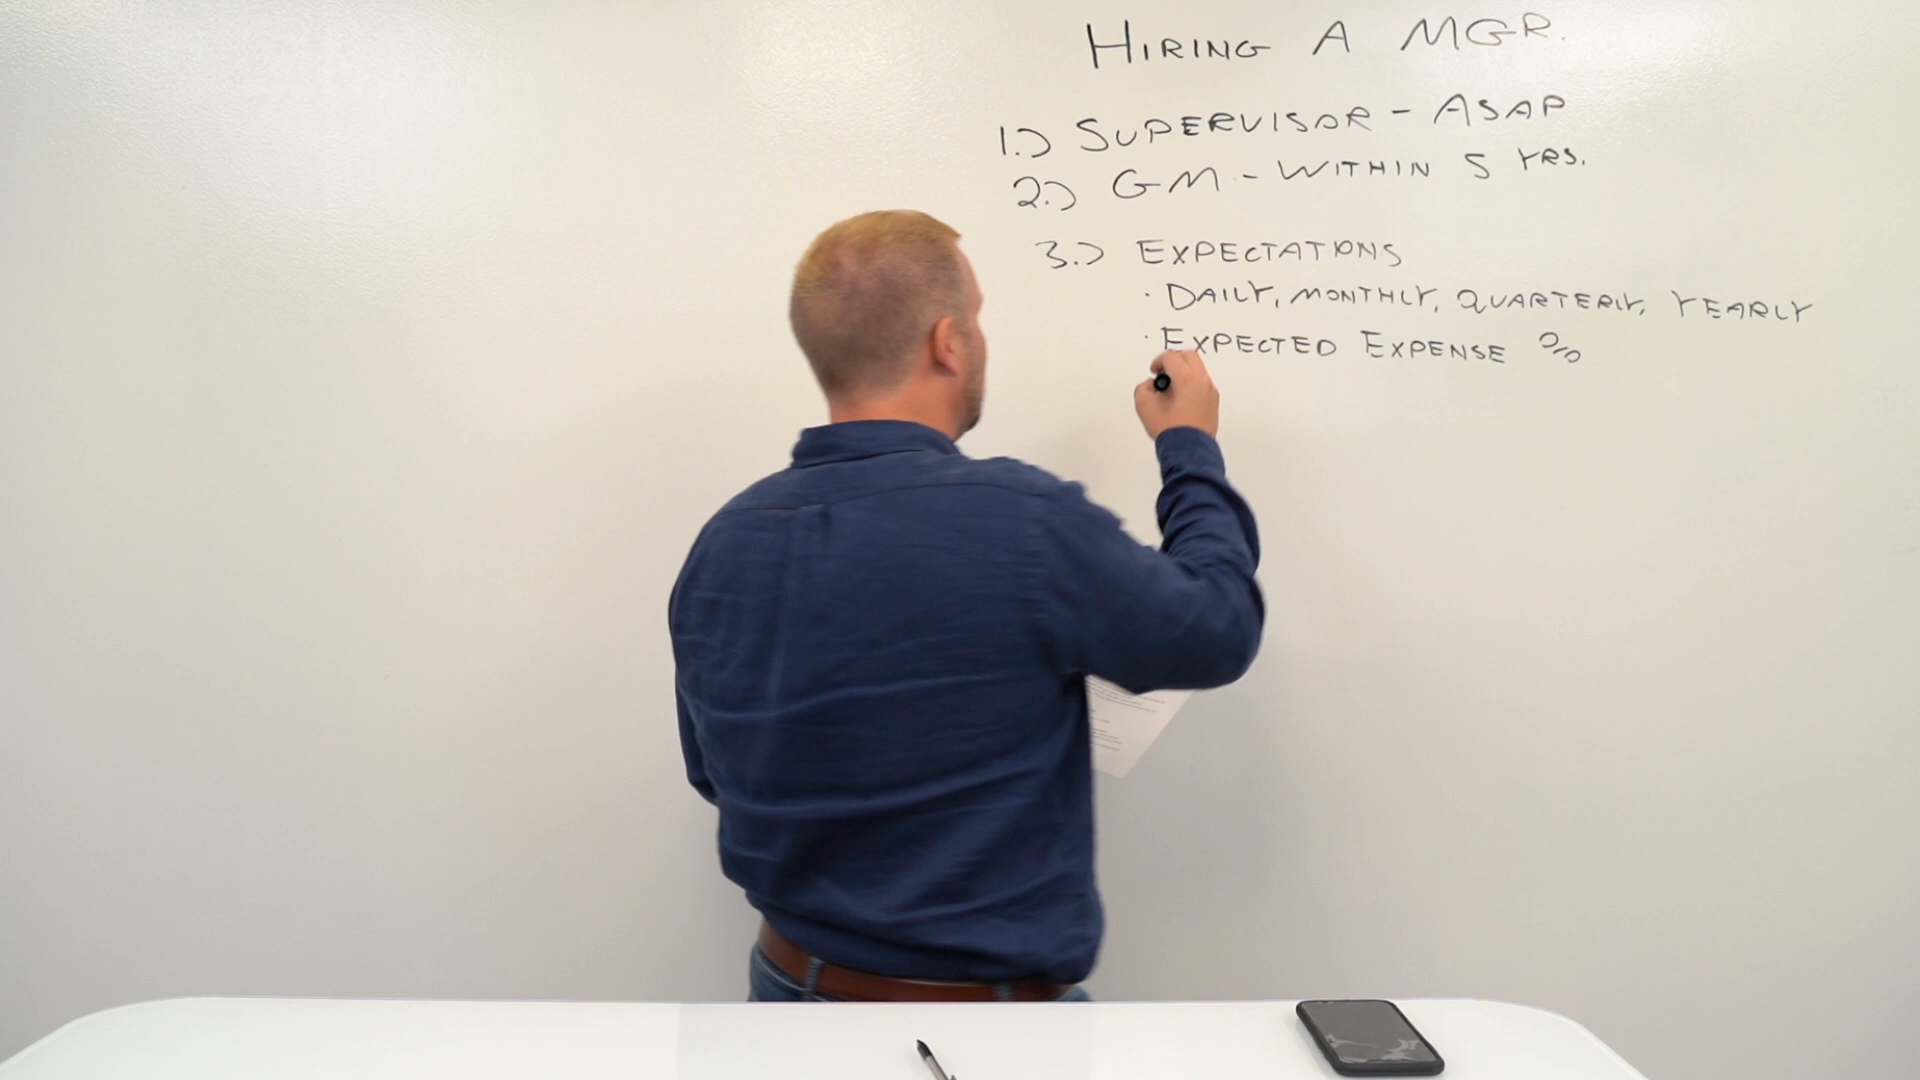 HIRING A MGR.
1.) SUPERVISOR - ASAP
2.) GM - WITHIN 5 YRS.
3.) EXPECTATIONS
· DAILY, MONTHLY, QUARTERLY, YEARLY
· EXPECTED EXPENSE %